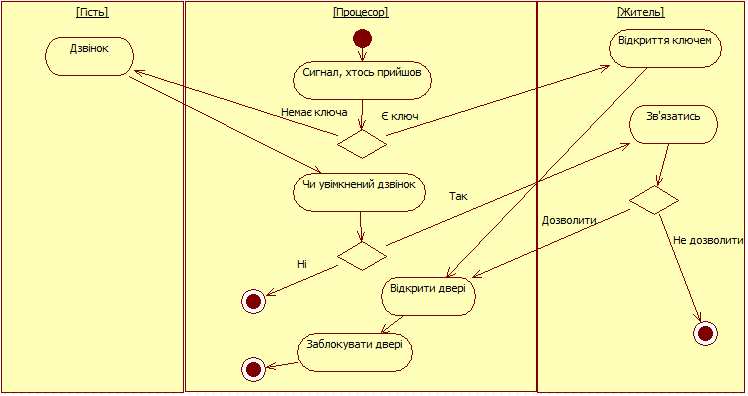 [Гість]
[Процесор]
[Житель]
Дзвінок
Відкриття ключем
Сигнал, хтось прийшов
Немає ключа
Є ключ
Зв'язатись
Чи увімкнений дзвінок
Так
Дозволити
Не дозволити
Ні
Відкрити двері
Заблокувати двері